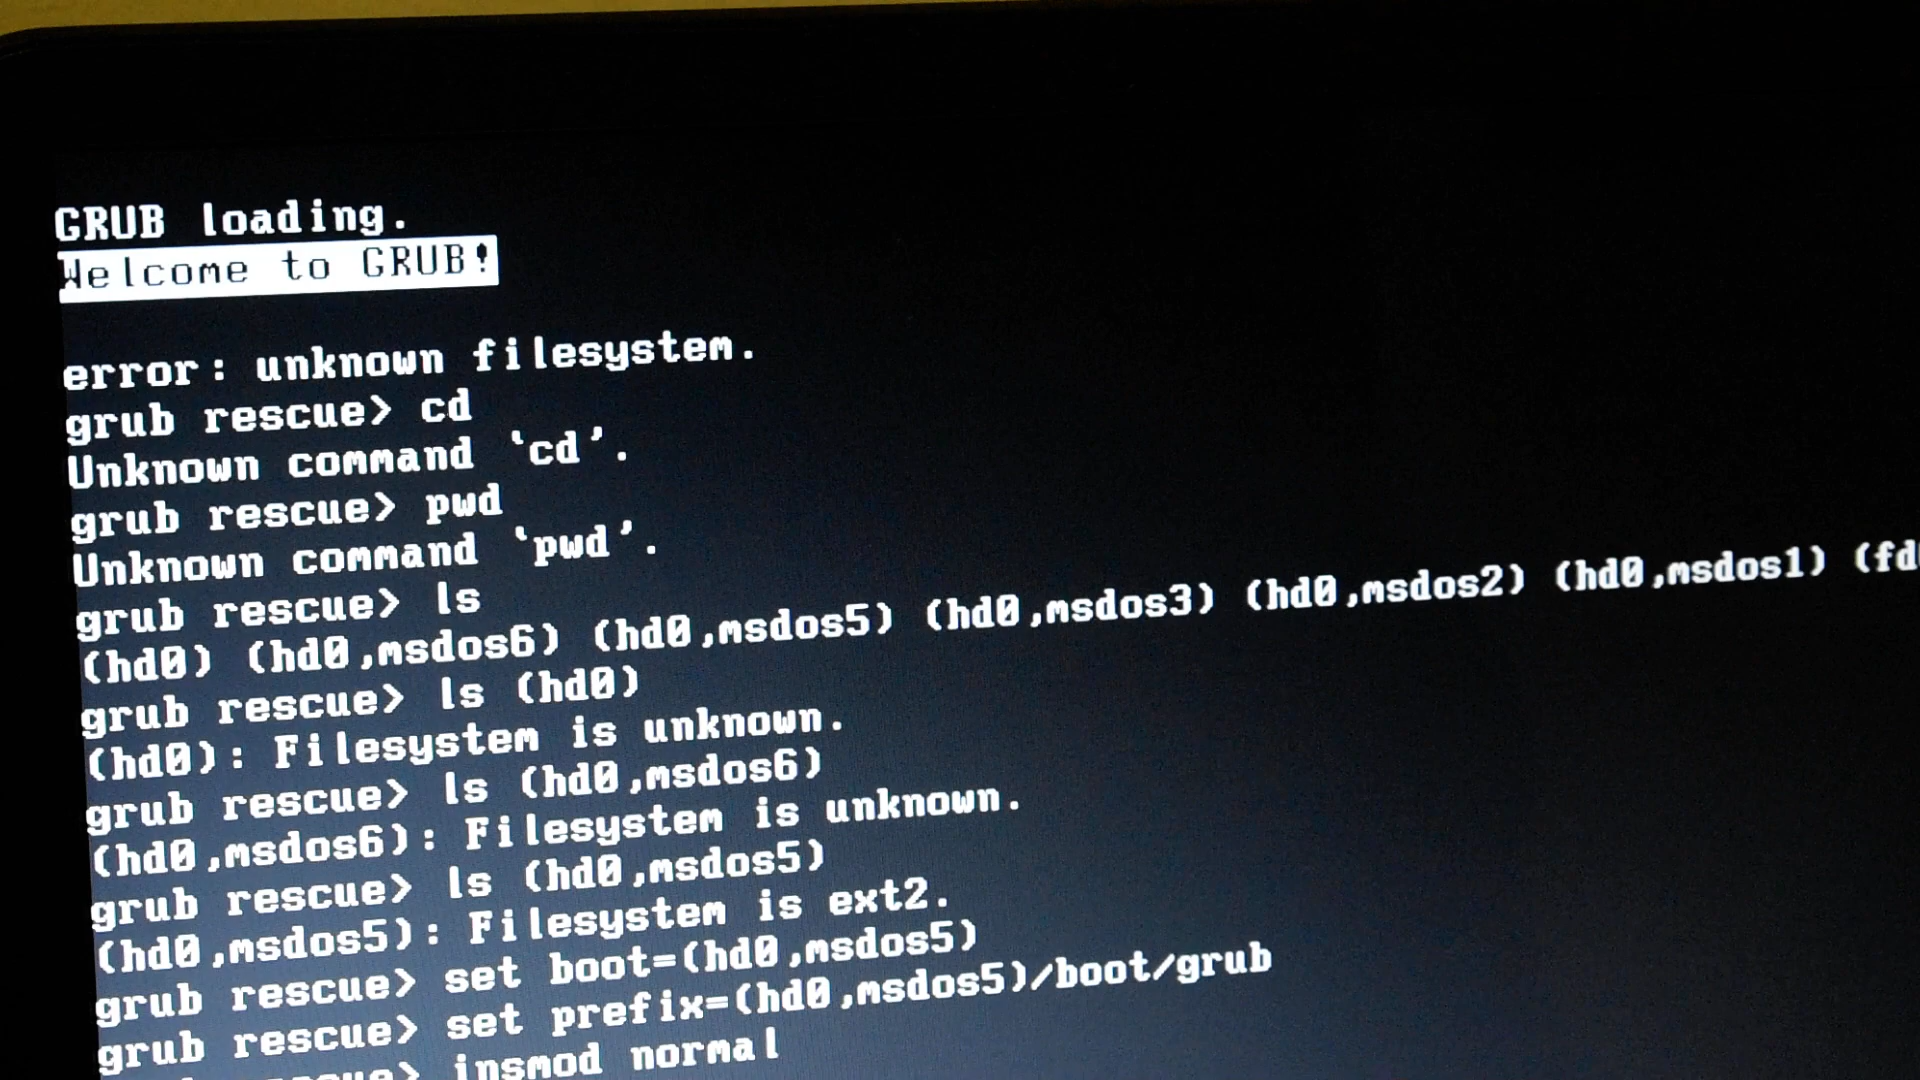 GRUB loading.
Welcome to GRUB!
error: unknown filesystem.
grub rescue> cd
Unknown command `cd'.
grub rescue> pwd
Unknown command `pwd'.
grub rescue> ls
(hd0) (hd0,msdos6) (hd0,msdos5) (hd0,msdos3) (hd0,msdos2) (hd0,msdos1)
grub rescue> ls (hd0)
(hd0): Filesystem is unknown.
grub rescue> ls (hd0,msdos6)
(hd0,msdos6): Filesystem is unknown.
grub rescue> ls (hd0,msdos5)
(hd0,msdos5): Filesystem is ext2.
grub rescue> set boot=(hd0,msdos5)
grub rescue> set prefix=(hd0,msdos5)/boot/grub
insmod normal